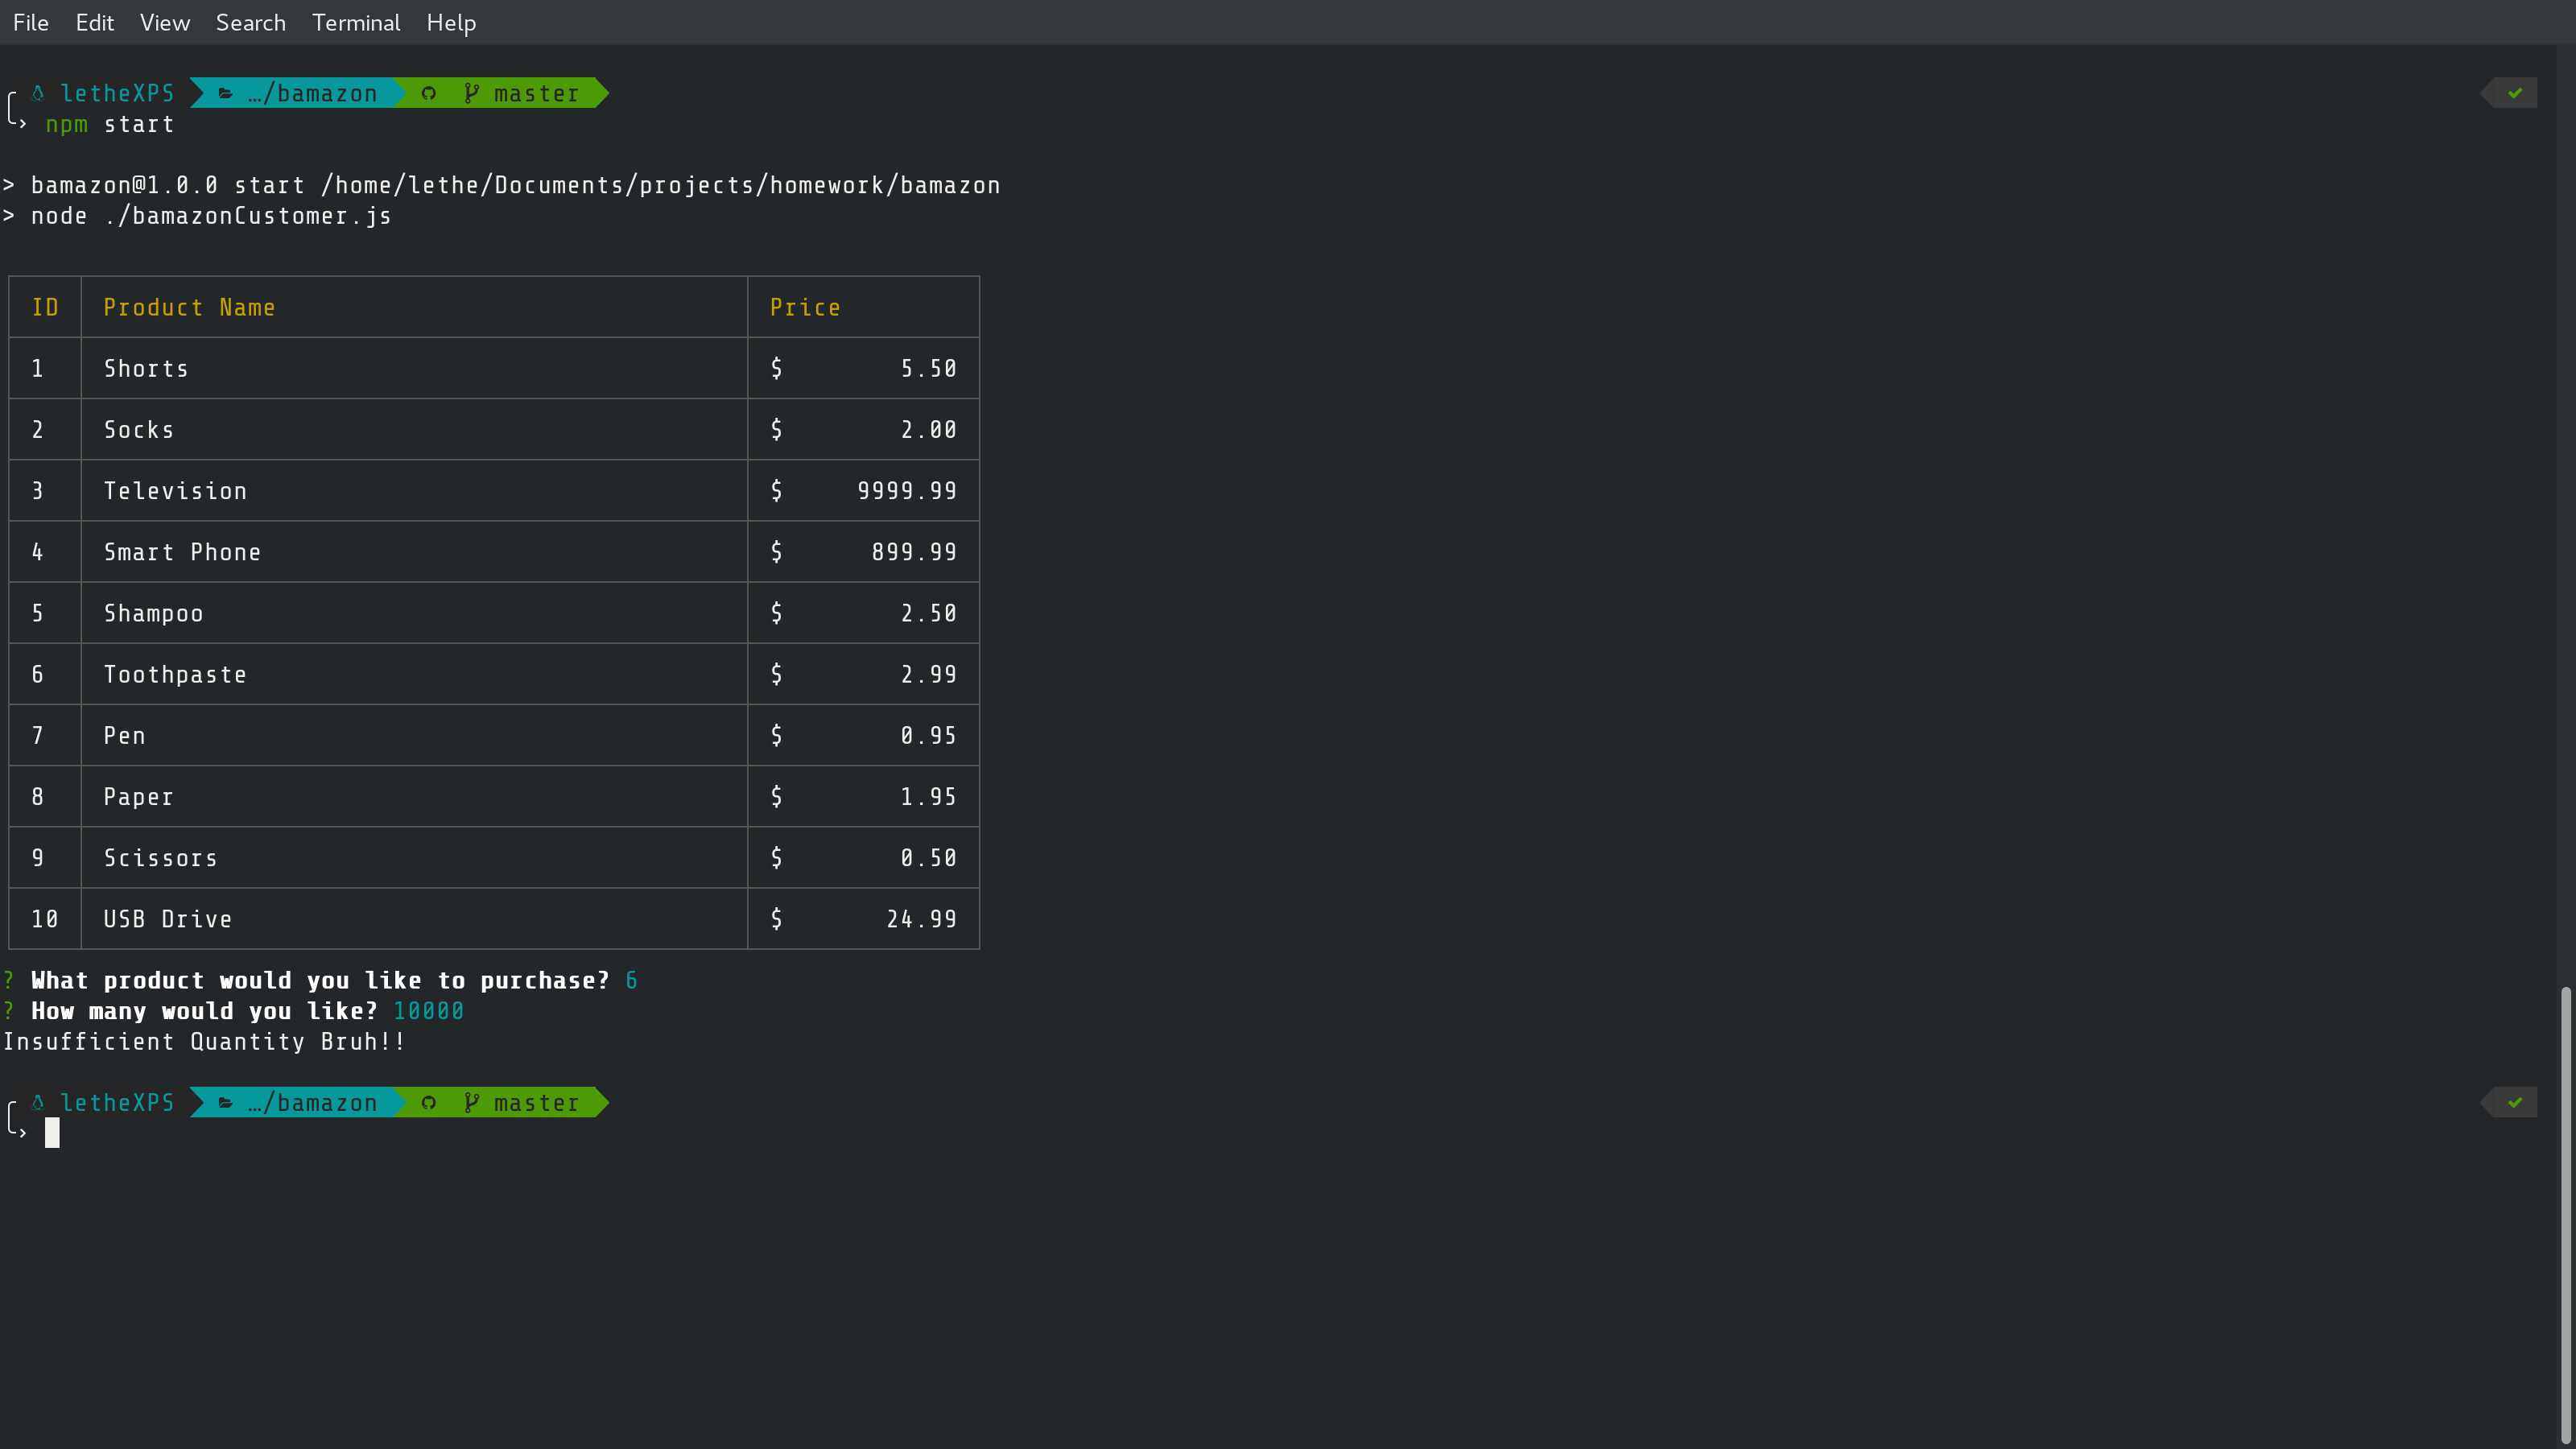 File Edit View Search Terminal Help
letheXPS …/bamazon master
npm start
> bamazon@1.0.0 start /home/lethe/Documents/projects/homework/bamazon
> node ./bamazonCustomer.js
ID Product Name Price
1 Shorts $ 5.50
2 Socks $ 2.00
3 Television $ 9999.99
4 Smart Phone $ 899.99
5 Shampoo $ 2.50
6 Toothpaste $ 2.99
7 Pen $ 0.95
8 Paper $ 1.95
9 Scissors $ 0.50
10 USB Drive $ 24.99
? What product would you like to purchase? 6
? How many would you like? 10000
Insufficient Quantity Bruh!!
letheXPS …/bamazon master